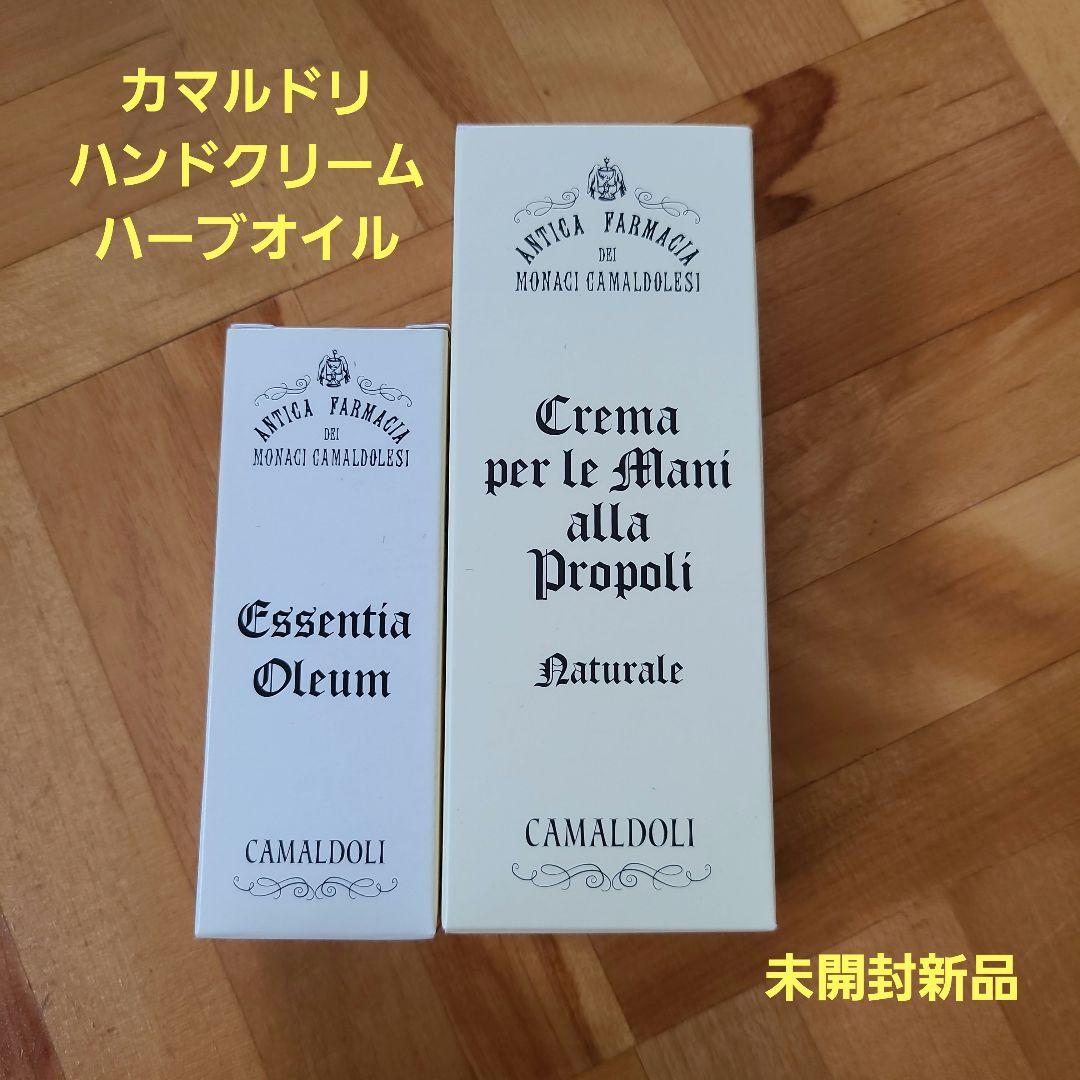 カマルドリ
ハンドクリーム
ハーブオイル
ANTICA FARMACIA
DEI
MONACI CAMALDOLESI
Essentia
Oleum
CAMALDOLI
ANTICA FARMACIA
DEI
MONACI CAMALDOLESI
Crema
per le Mani
alla
Propoli
Naturale
CAMALDOLI
未開封新品